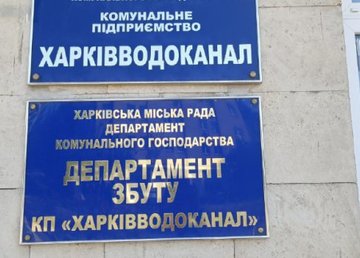 КОМУНАЛЬНЕ
ПІДПРИЄМСТВО
ХАРКІВВОДОКАНАЛ
ХАРКІВСЬКА МІСЬКА РАДА
ДЕПАРТАМЕНТ
КОМУНАЛЬНОГО ГОСПОДАРСТВА
ДЕПАРТАМЕНТ
ЗБУТУ
КП «ХАРКІВВОДОКАНАЛ»